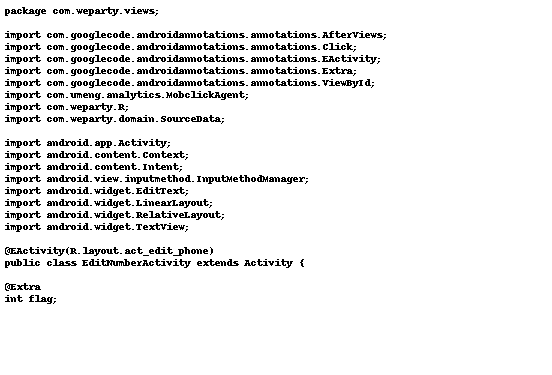 package com.weparty.views;

import com.googlecode.androidannotations.annotations.AfterViews;
import com.googlecode.androidannotations.annotations.Click;
import com.googlecode.androidannotations.annotations.EActivity;
import com.googlecode.androidannotations.annotations.Extra;
import com.googlecode.androidannotations.annotations.ViewById;
import com.umeng.analytics.MobclickAgent;
import com.weparty.R;
import com.weparty.domain.SourceData;

import android.app.Activity;
import android.content.Context;
import android.content.Intent;
import android.view.inputmethod.InputMethodManager;
import android.widget.EditText;
import android.widget.LinearLayout;
import android.widget.RelativeLayout;
import android.widget.TextView;

@EActivity(R.layout.act_edit_phone)
public class EditNumberActivity extends Activity {

@Extra
int flag;